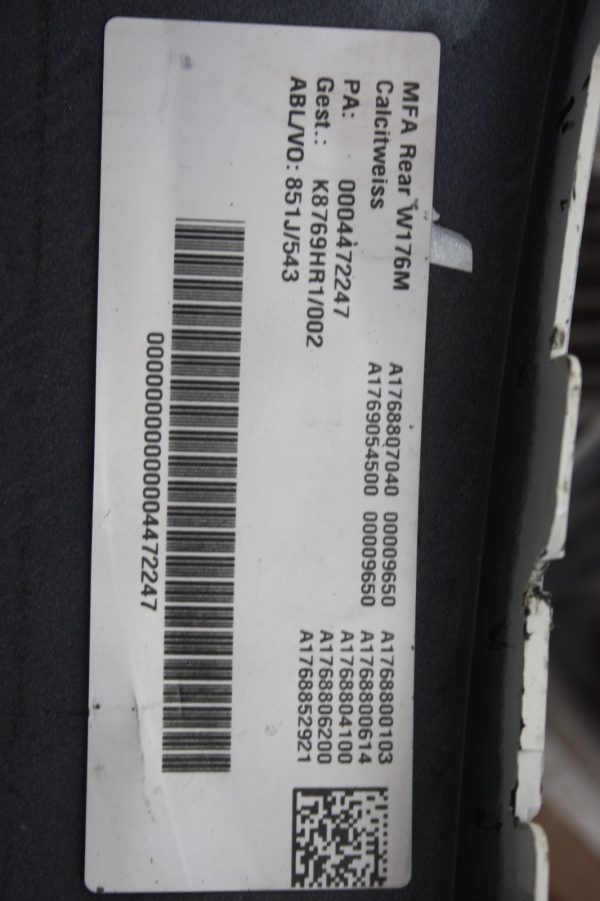 MFA Rear W176M
Calcitweiss
PA: 0004472247
Gest.: K8769HR1/002
ABL/VO: 851J/543
A1768807040 00009650
A1769054500 00009650
A1768800103
A1768800614
A1768804100
A1768806200
A1768852921
00000000000004472247